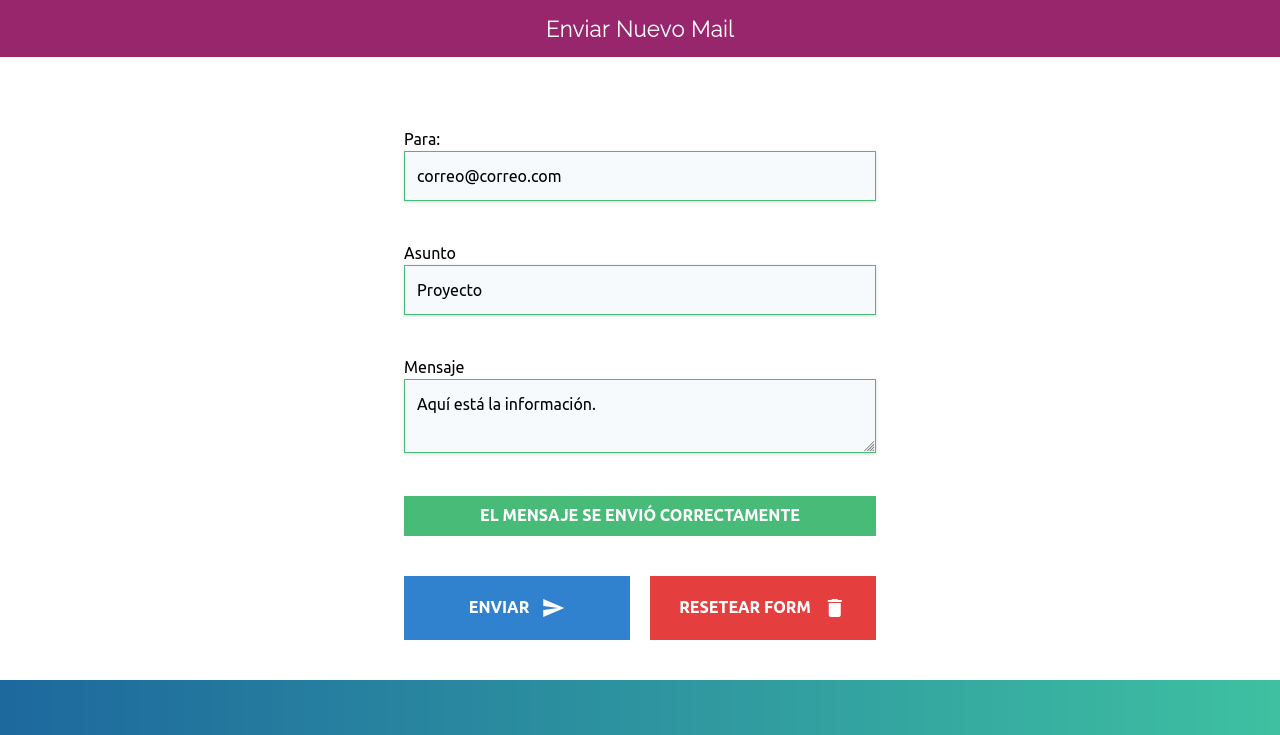 Enviar Nuevo Mail
Para:
correo@correo.com
Asunto
Proyecto
Mensaje
Aquí está la información.
EL MENSAJE SE ENVIÓ CORRECTAMENTE
ENVIAR
RESETEAR FORM